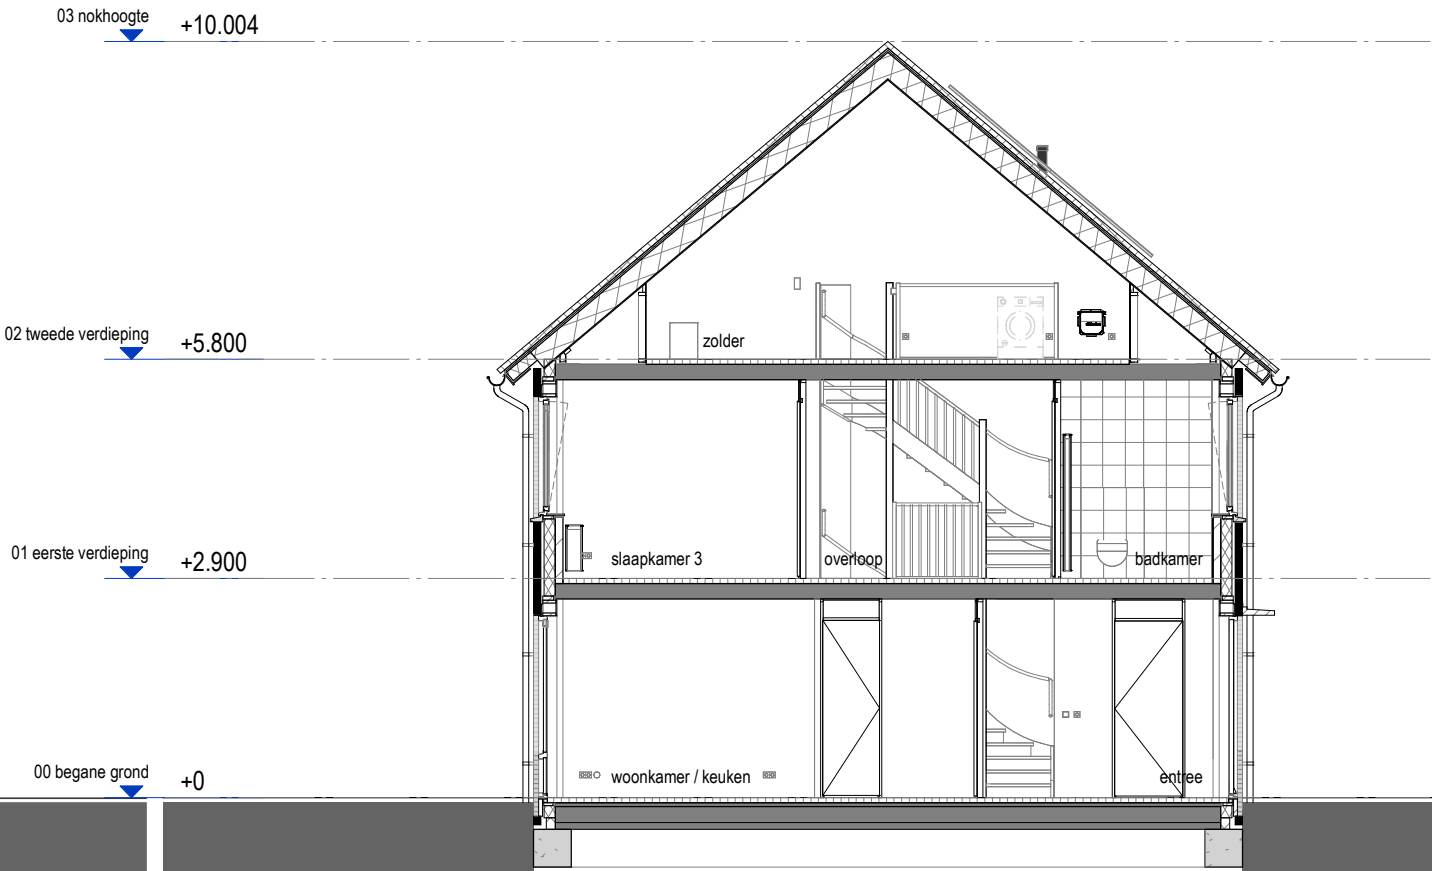 03 nokhoogte
+10.004
02 tweede verdieping
+5.800
zolder
01 eerste verdieping
+2.900
slaapkamer 3
overloop
badkamer
00 begane grond
+0
woonkamer / keuken
entree